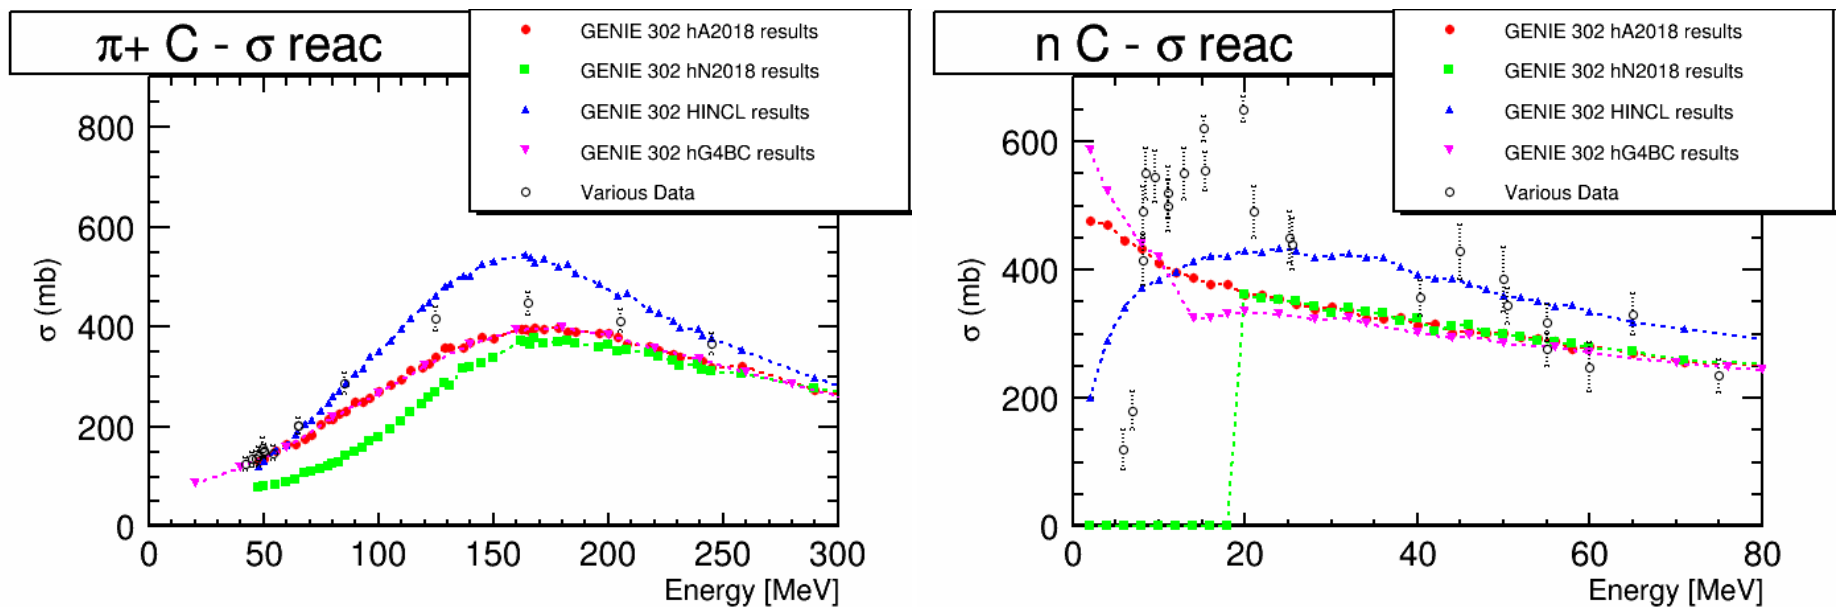 π+ C - σ reac
GENIE 302 hA2018 results
GENIE 302 hN2018 results
GENIE 302 HINCL results
GENIE 302 hG4BC results
Various Data
σ (mb)
800
600
400
200
0
0 50 100 150 200 250 300
Energy [MeV]
n C - σ reac
GENIE 302 hA2018 results
GENIE 302 hN2018 results
GENIE 302 HINCL results
GENIE 302 hG4BC results
Various Data
σ (mb)
600
400
200
0
0 20 40 60 80
Energy [MeV]